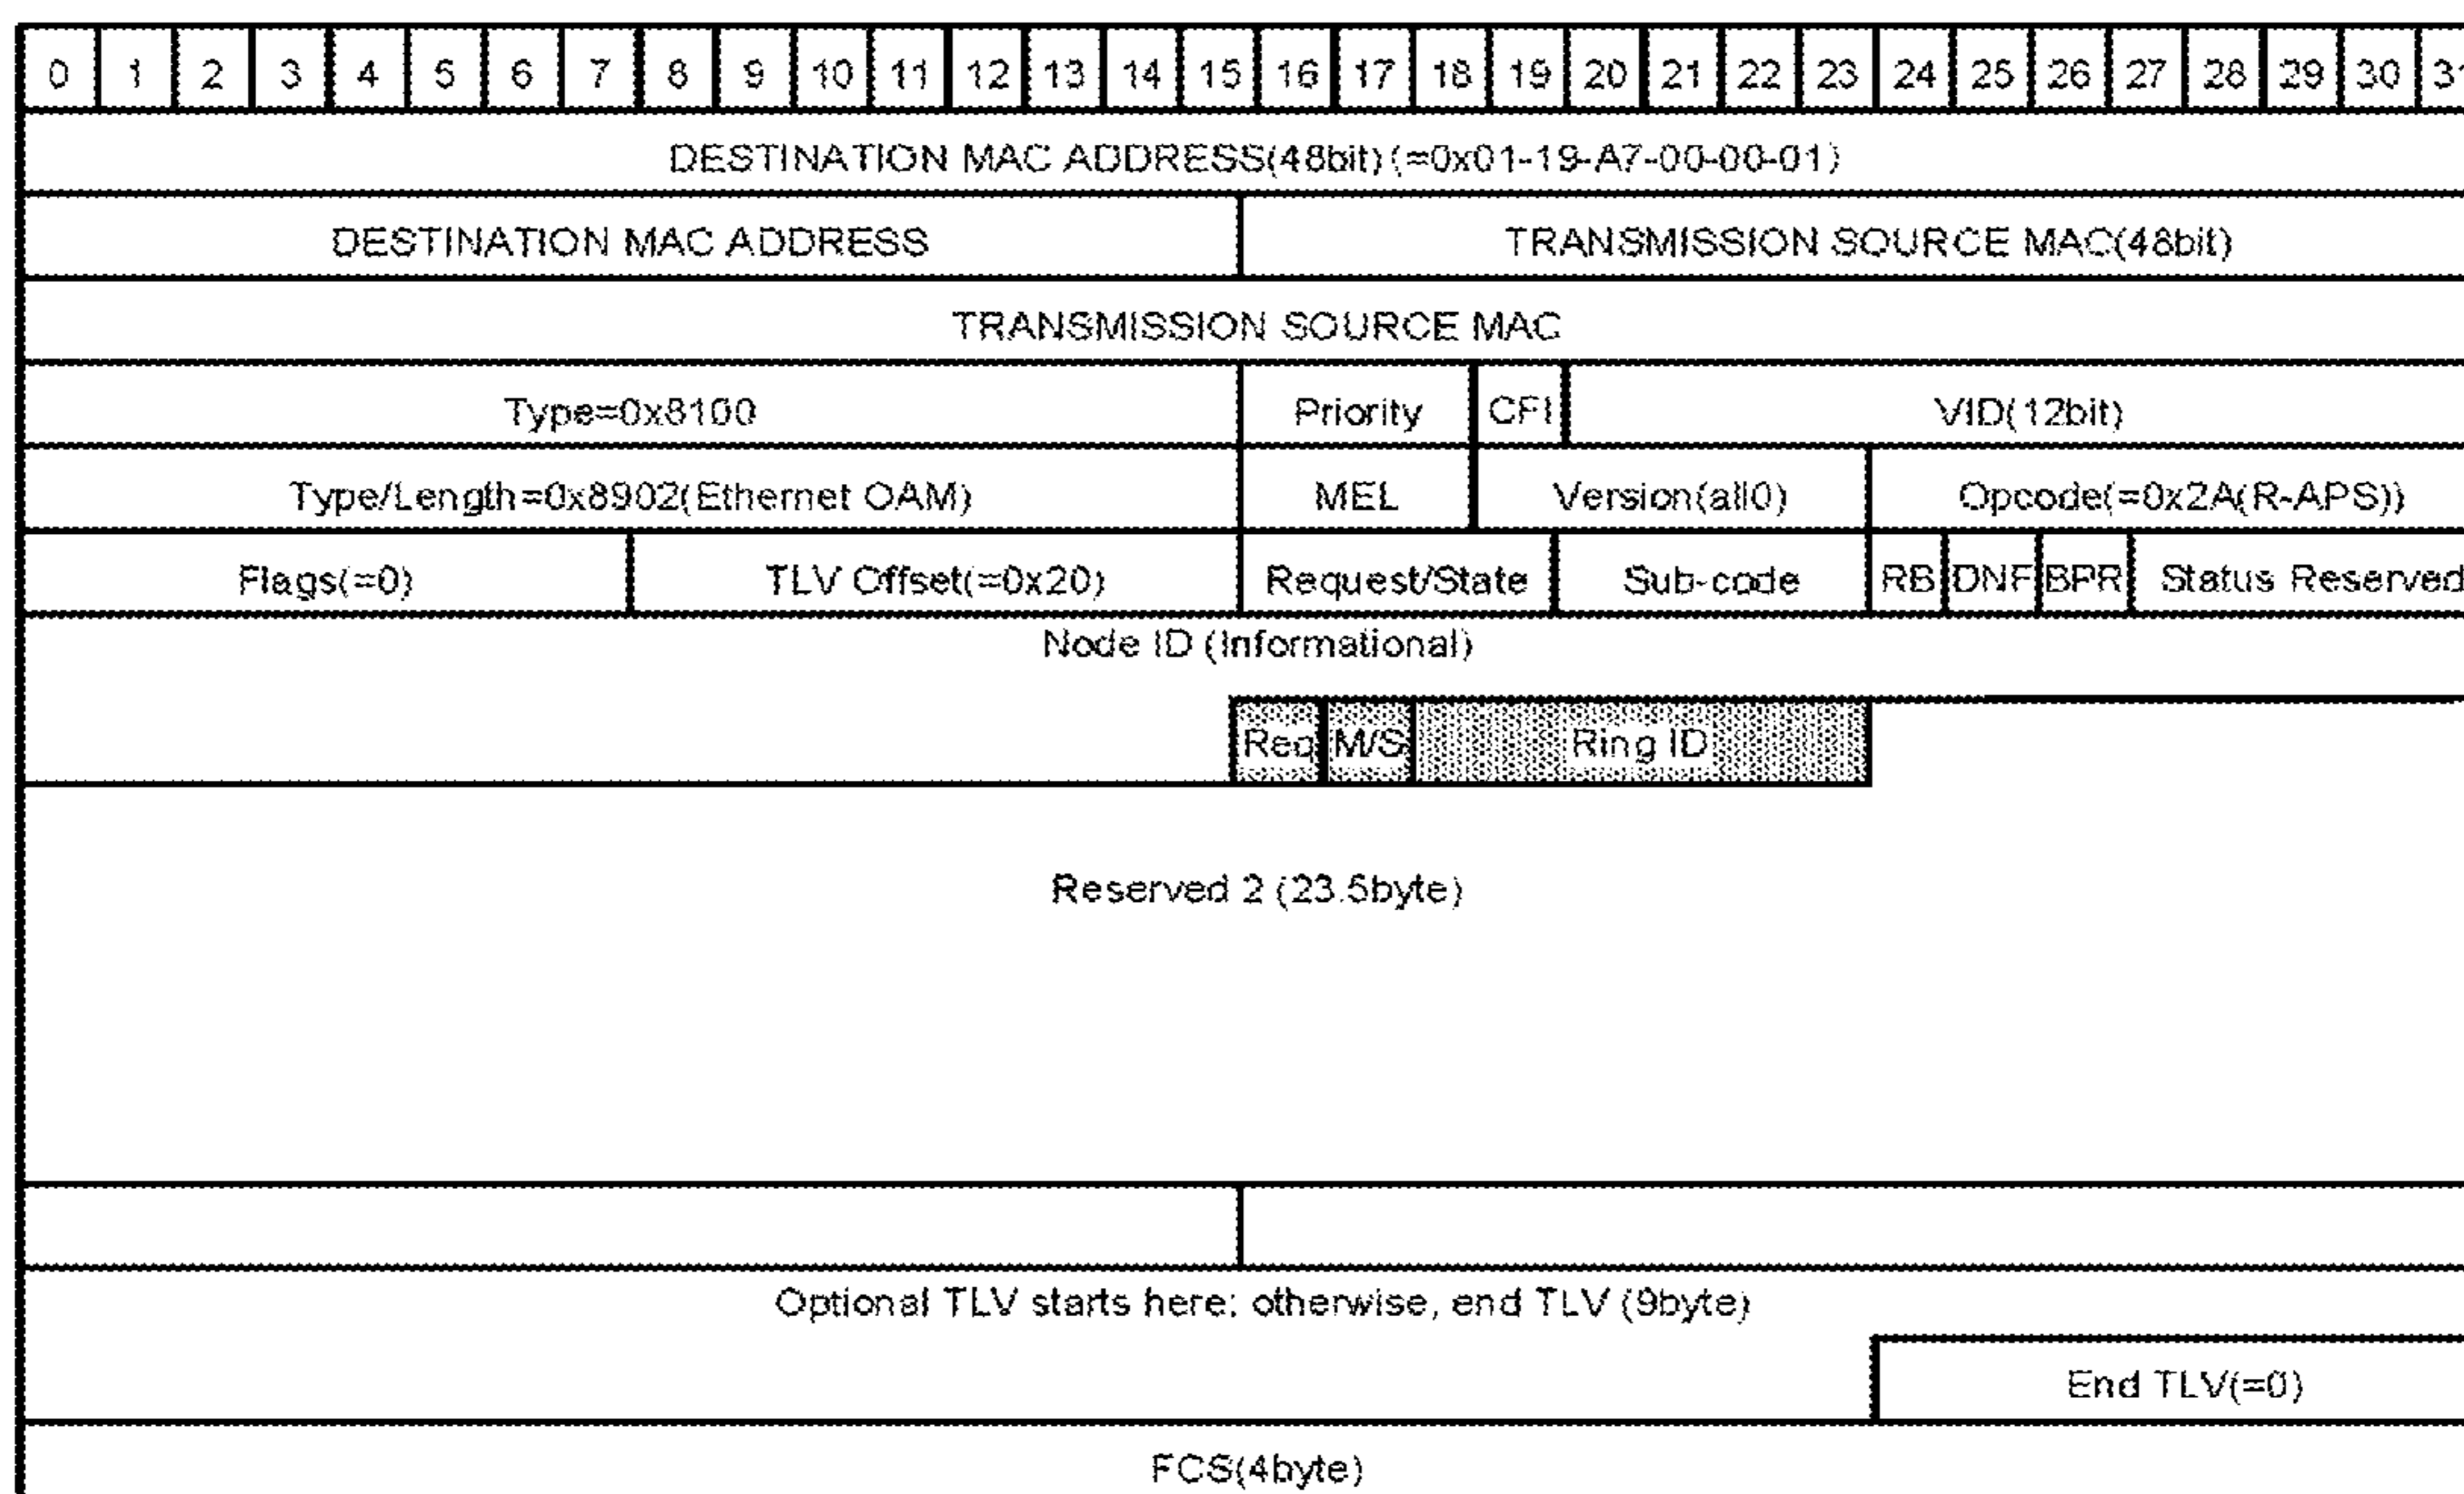 0 1 2 3 4 5 6 7 8 9 10 11 12 13 14 15 16 17 18 19 20 21 22 23 24 25 26 27 28 29 30 31
DESTINATION MAC ADDRESS(48bit)(=0x01-19-A7-00-00-01)
DESTINATION MAC ADDRESS TRANSMISSION SOURCE MAC(48bit)
TRANSMISSION SOURCE MAC
Type=0x8100 Priority CFI VID(12bit)
Type/Length=0x8902(Ethernet OAM) MEL Version(all0) Opcode(=0x2A(R-APS))
Flags(=0) TLV Offset(=0x20) Request/State Sub-code RB DNF BPR Status Reserved
Node ID (Informational)
Req M/S Ring ID
Reserved 2 (23.5byte)
Optional TLV starts here; otherwise, end TLV (9byte)
End TLV(=0)
FCS(4byte)